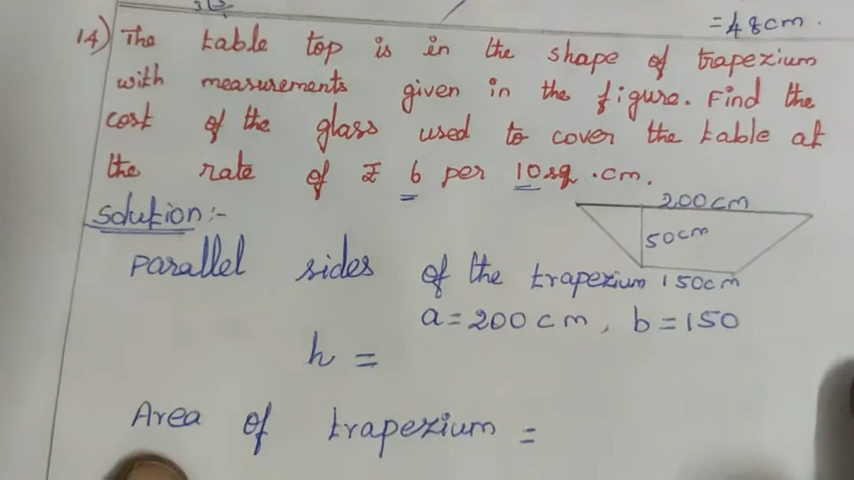 = 48cm.
14) The table top is in the shape of trapezium
with measurements given in the figure. Find the
cost of the glass used to cover the table at
the rate of ₹ 6 per 10sq.cm.
Solution:-
200cm
50cm
150cm
Parallel sides of the trapezium
a=200cm, b=150
h =
Area of trapezium =